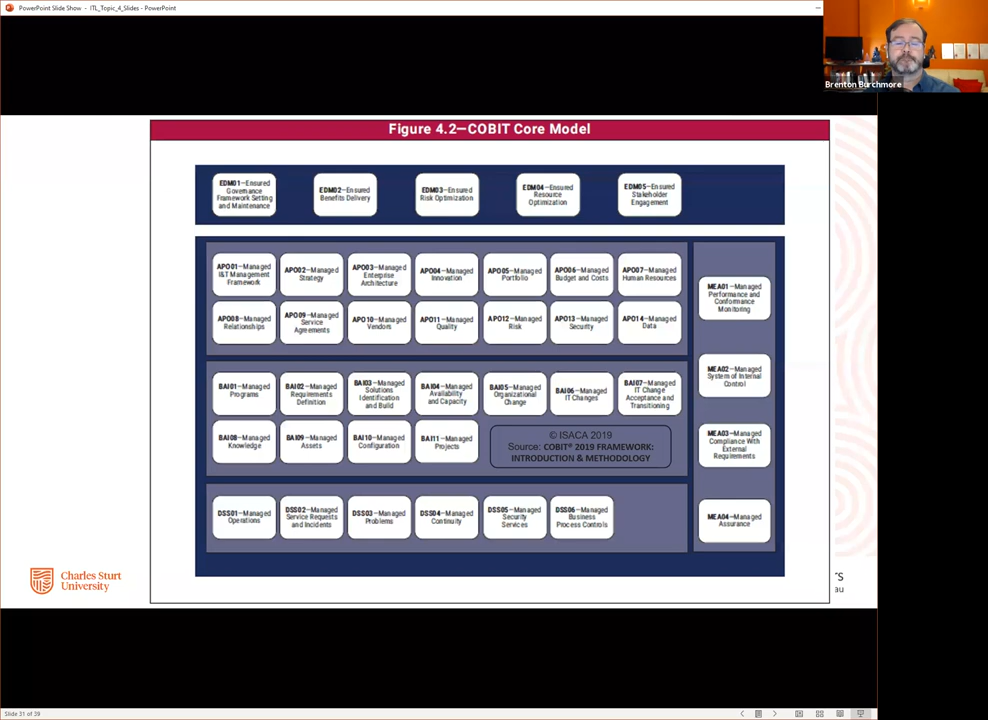 PowerPoint Slide Show - ITL_Topic_4_Slides - PowerPoint
Brenton Burchmore
Figure 4.2—COBIT Core Model
EDM01—Ensured
Governance
Framework Setting
and Maintenance
EDM02—Ensured
Benefits Delivery
EDM03—Ensured
Risk Optimization
EDM04—Ensured
Resource
Optimization
EDM05—Ensured
Stakeholder
Engagement
APO01—Managed
I&T Management
Framework
APO02—Managed
Strategy
APO03—Managed
Enterprise
Architecture
APO04—Managed
Innovation
APO05—Managed
Portfolio
APO06—Managed
Budget and Costs
APO07—Managed
Human Resources
APO08—Managed
Relationships
APO09—Managed
Service
Agreements
APO10—Managed
Vendors
APO11—Managed
Quality
APO12—Managed
Risk
APO13—Managed
Security
APO14—Managed
Data
MEA01—Managed
Performance and
Conformance
Monitoring
MEA02—Managed
System of Internal
Control
MEA03—Managed
Compliance With
External
Requirements
MEA04—Managed
Assurance
BAI01—Managed
Programs
BAI02—Managed
Requirements
Definition
BAI03—Managed
Solutions
Identification
and Build
BAI04—Managed
Availability
and Capacity
BAI05—Managed
Organizational
Change
BAI06—Managed
IT Changes
BAI07—Managed
IT Change
Acceptance and
Transitioning
BAI08—Managed
Knowledge
BAI09—Managed
Assets
BAI10—Managed
Configuration
BAI11—Managed
Projects
© ISACA 2019
Source: COBIT® 2019 FRAMEWORK:
INTRODUCTION & METHODOLOGY
DSS01—Managed
Operations
DSS02—Managed
Service Requests
and Incidents
DSS03—Managed
Problems
DSS04—Managed
Continuity
DSS05—Managed
Security
Services
DSS06—Managed
Business
Process Controls
Charles Sturt
University
TS
au
Slide 31 of 39